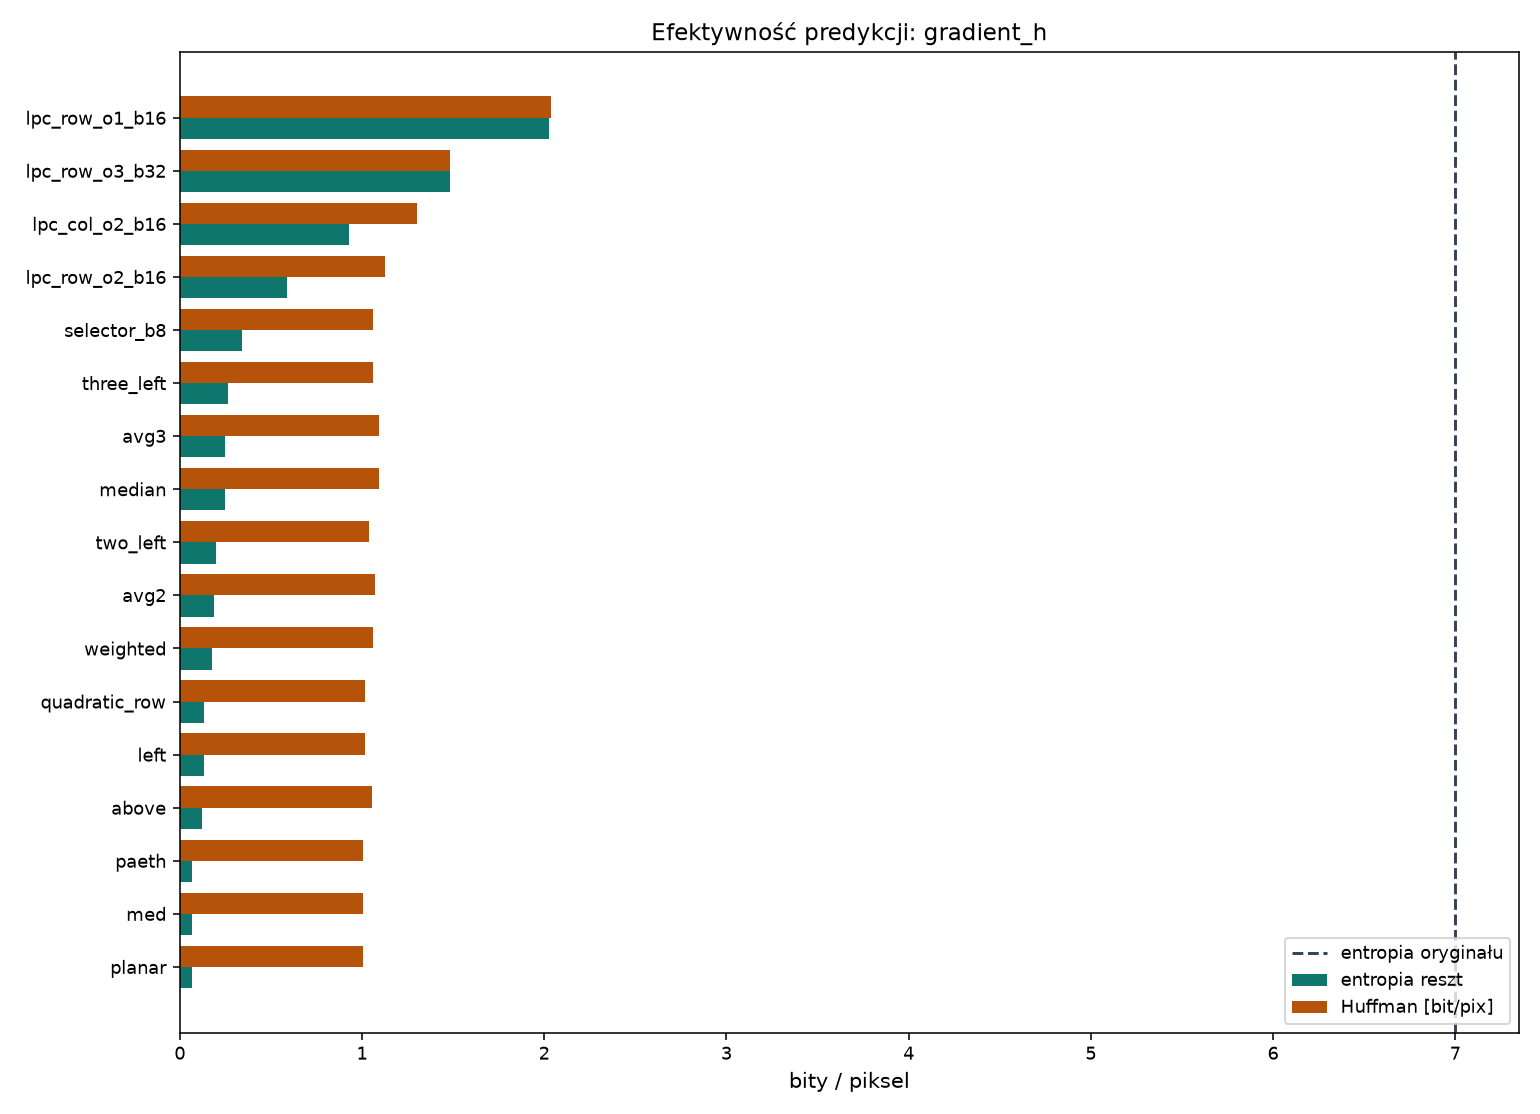 Efektywność predykcji: gradient_h
lpc_row_o1_b16
lpc_row_o3_b32
lpc_col_o2_b16
lpc_row_o2_b16
selector_b8
three_left
avg3
median
two_left
avg2
weighted
quadratic_row
left
above
paeth
med
planar
entropia oryginału
entropia reszt
Huffman [bit/pix]
0 1 2 3 4 5 6 7
bity / piksel